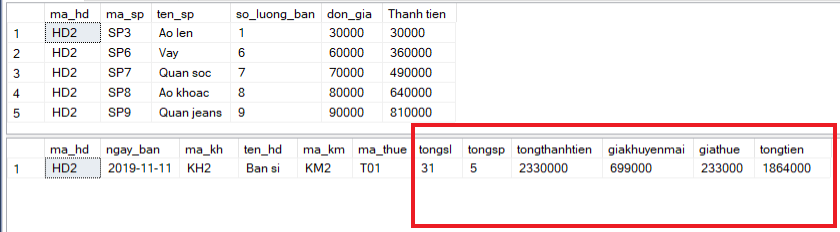 ma_hd ma_sp ten_sp so_luong_ban don_gia Thanh tien
1 HD2 SP3 Ao len 1 30000 30000
2 HD2 SP6 Vay 6 60000 360000
3 HD2 SP7 Quan soc 7 70000 490000
4 HD2 SP8 Ao khoac 8 80000 640000
5 HD2 SP9 Quan jeans 9 90000 810000
ma_hd ngay_ban ma_kh ten_hd ma_km ma_thue tongsl tongsp tongthanhtien giakhuyenmai giathue tongtien
1 HD2 2019-11-11 KH2 Ban si KM2 T01 31 5 2330000 699000 233000 1864000